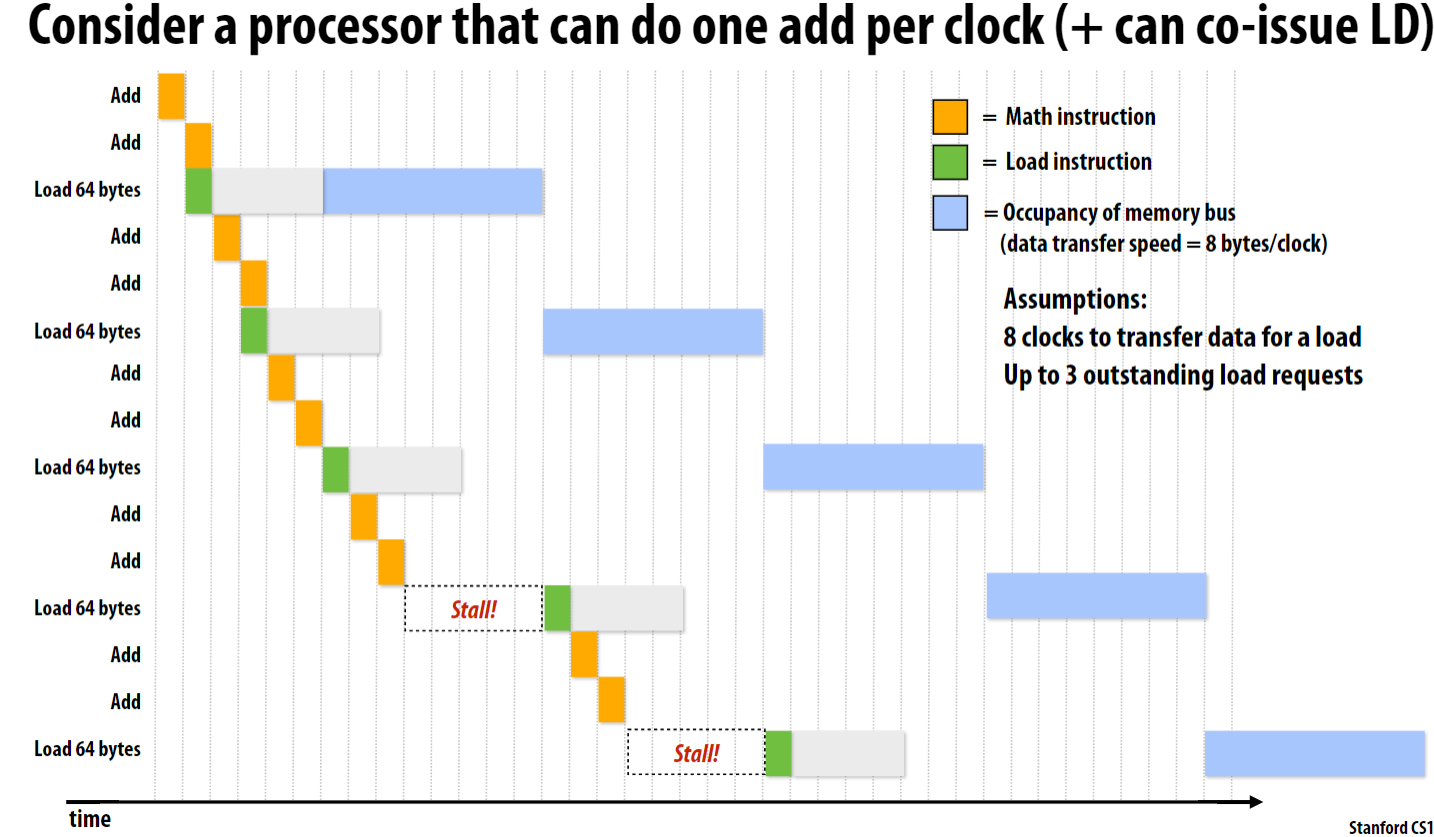 Consider a processor that can do one add per clock (+ can co-issue LD)
Add
= Math instruction
Add
= Load instruction
Load 64 bytes
= Occupancy of memory bus
(data transfer speed = 8 bytes/clock)
Add
Add
Assumptions:
Load 64 bytes
8 clocks to transfer data for a load
Add
Up to 3 outstanding load requests
Add
Load 64 bytes
Add
Add
Load 64 bytes
Stall!
Add
Add
Load 64 bytes
Stall!
time
Stanford CS1